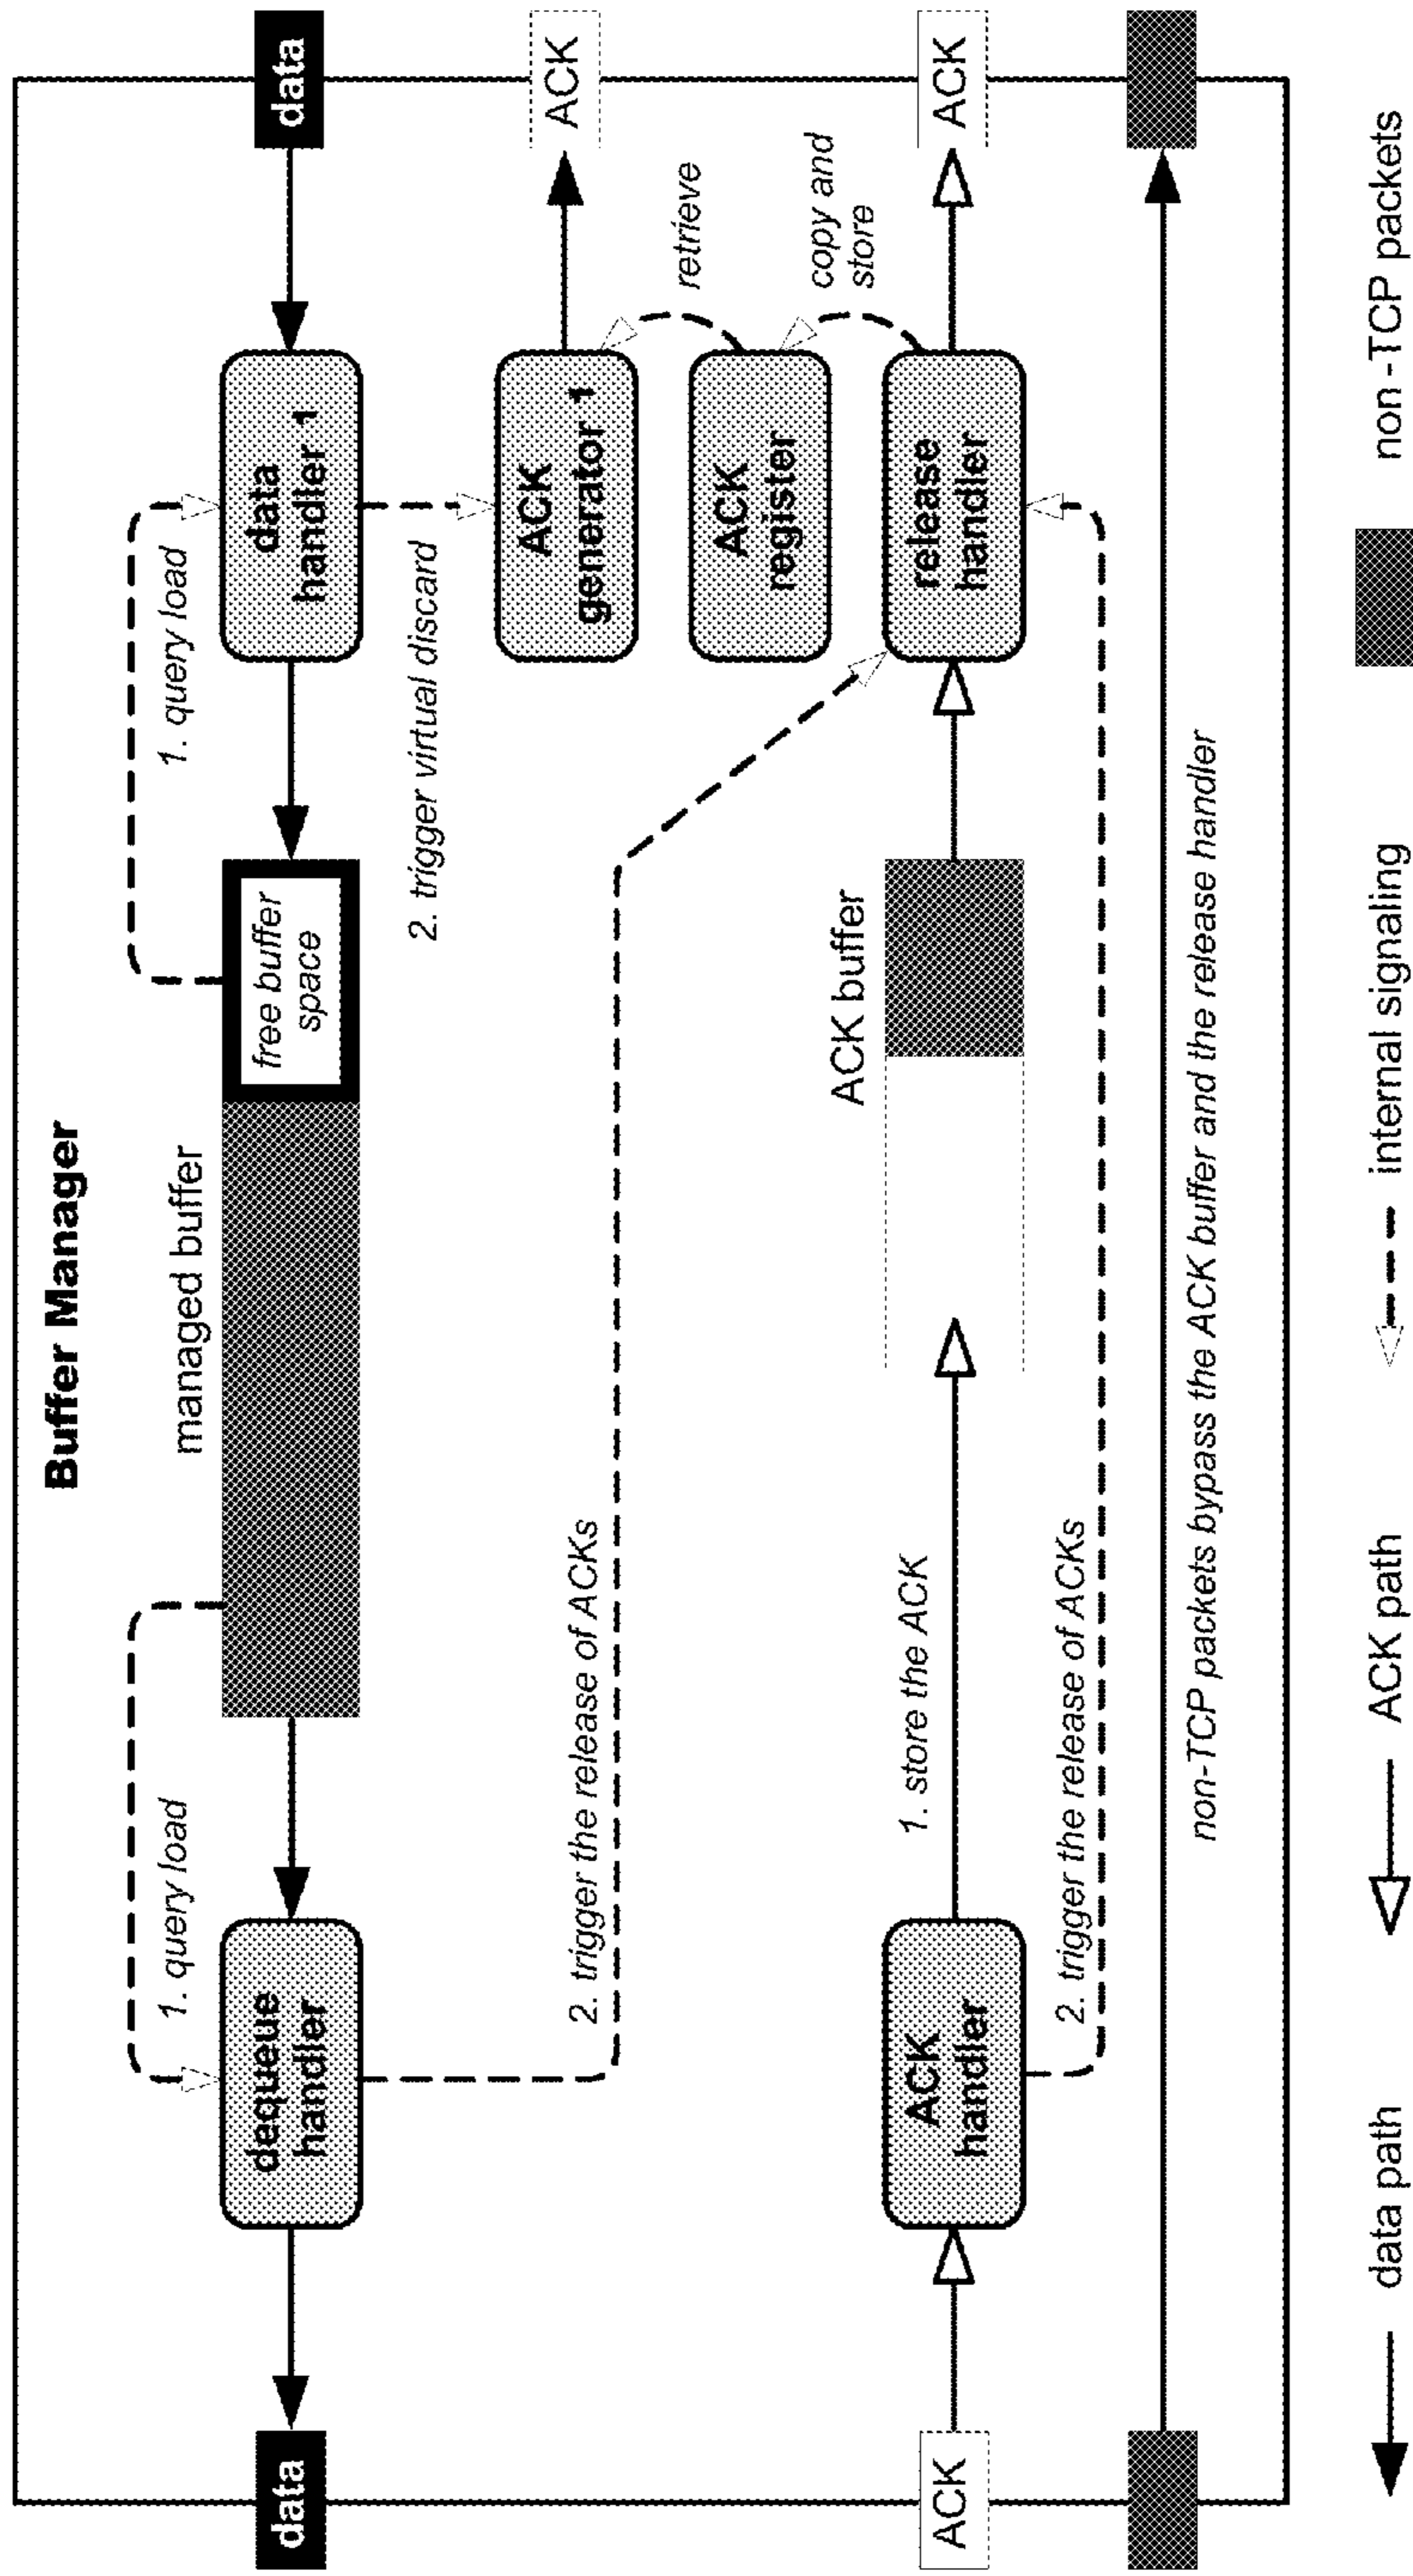 Buffer Manager
managed buffer
1. query load
1. query load
data
dequeue
handler
free buffer
space
data
handler 1
data
2. trigger virtual discard
2. trigger the release of ACKs
ACK
generator 1
ACK
retrieve
ACK
register
copy and
store
ACK buffer
1. store the ACK
ACK
ACK
handler
release
handler
ACK
2. trigger the release of ACKs
non-TCP packets bypass the ACK buffer and the release handler
data path
ACK path
internal signaling
non-TCP packets